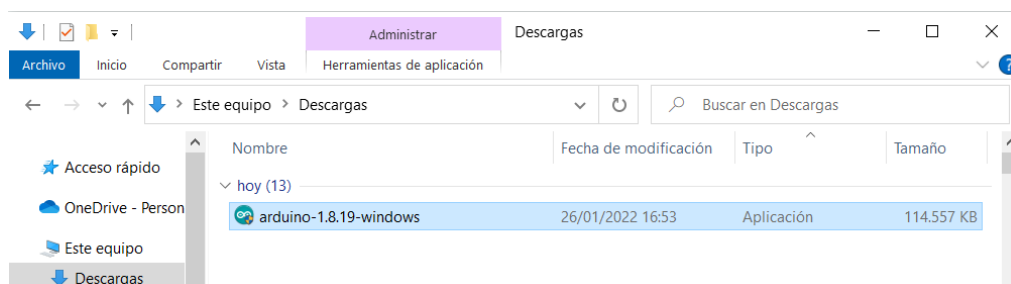 Administrar Descargas
Archivo Inicio Compartir Vista Herramientas de aplicación ?
Este equipo > Descargas Buscar en Descargas
Nombre Fecha de modificación Tipo Tamaño
Acceso rápido
hoy (13)
OneDrive - Person
arduino-1.8.19-windows 26/01/2022 16:53 Aplicación 114.557 KB
Este equipo
Descargas